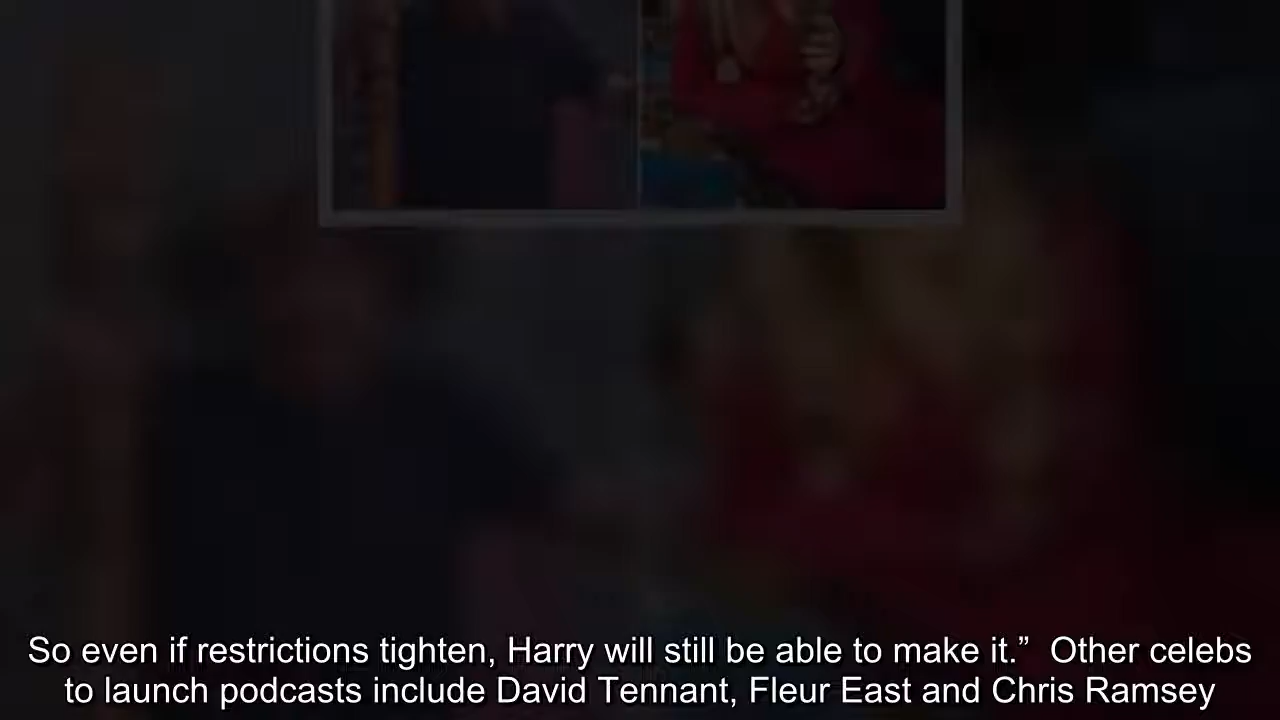 So even if restrictions tighten, Harry will still be able to make it.”  Other celebs
to launch podcasts include David Tennant, Fleur East and Chris Ramsey